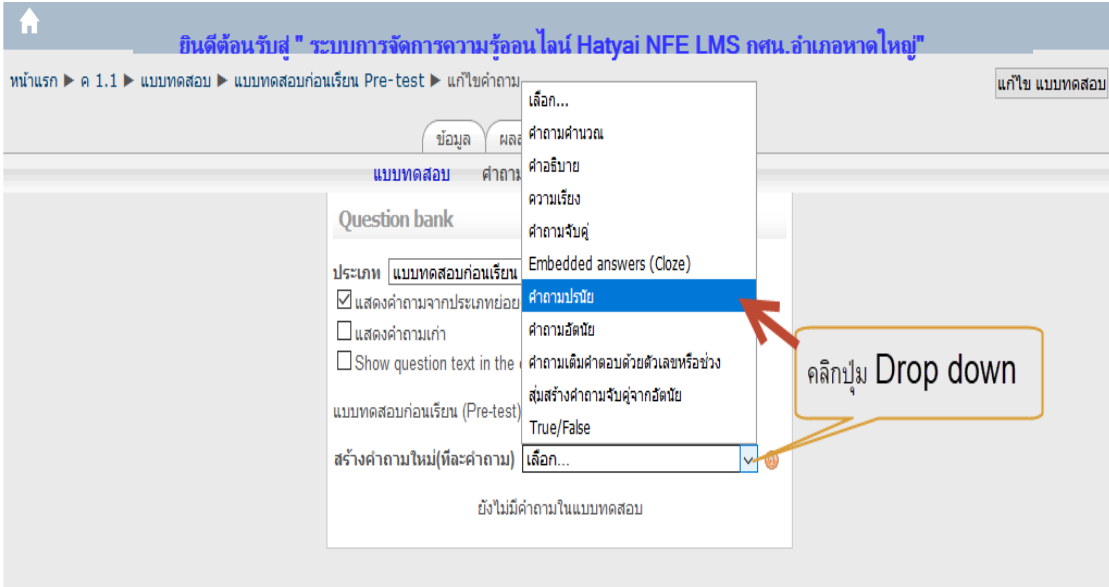 ยินดีต้อนรับสู่ " ระบบการจัดการความรู้ออนไลน์ Hatyai NFE LMS กศน.อำเภอหาดใหญ่"
หน้าแรก ▶ ค 1.1 ▶ แบบทดสอบ ▶ แบบทดสอบก่อนเรียน Pre-test ▶ แก้ไขคำถาม
แก้ไข แบบทดสอบ
ข้อมูล
แบบทดสอบ
Question bank
ประเภท แบบทดสอบก่อนเรียน
แสดงคำถามจากประเภทย่อย
แสดงคำถามเก่า
Show question text in the
แบบทดสอบก่อนเรียน (Pre-test)
สร้างคำถามใหม่(ทีละคำถาม) เลือก...
ยังไม่มีคำถามในแบบทดสอบ
เลือก...
คำถามคำนวณ
คำอธิบาย
ความเรียง
คำถามจับคู่
Embedded answers (Cloze)
คำถามปรนัย
คำถามอัตนัย
คำถามเติมคำตอบด้วยตัวเลขหรือช่วง
สุ่มสร้างคำถามจับคู่จากอัตนัย
True/False
คลิกปุ่ม Drop down